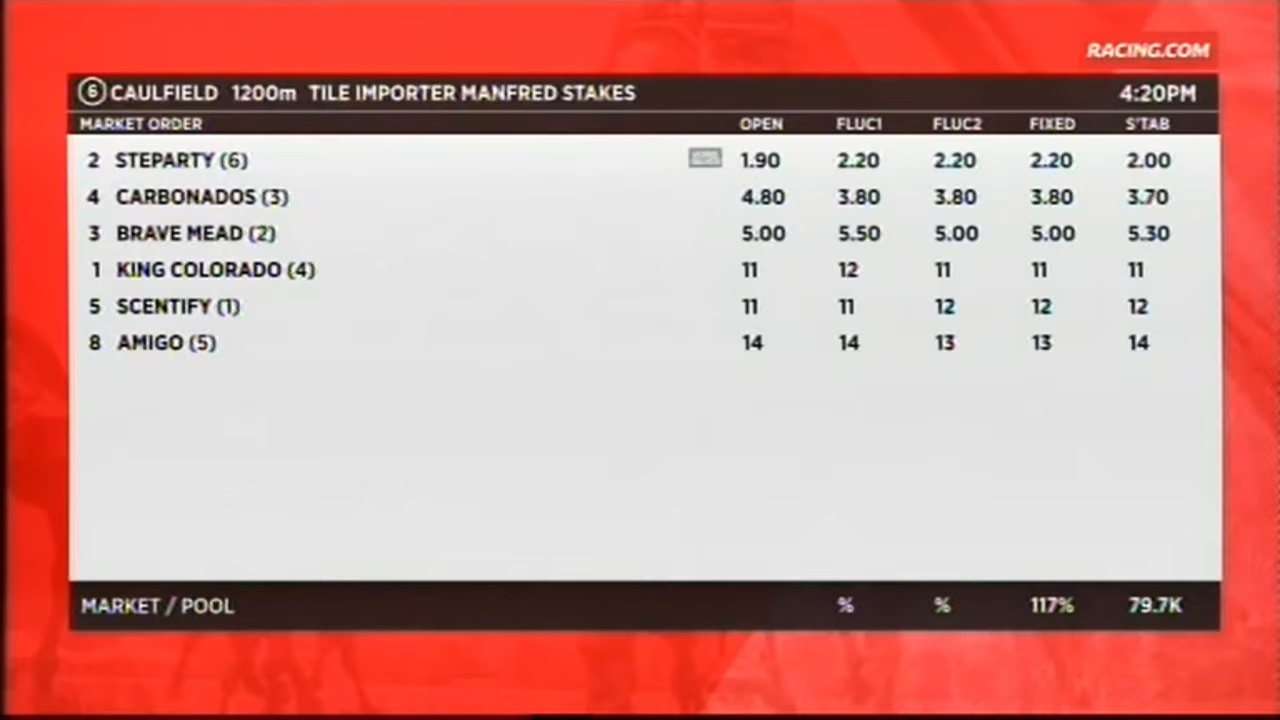 RACING.COM
6 CAULFIELD 1200m TILE IMPORTER MANFRED STAKES 4:20PM
MARKET ORDER OPEN FLUC1 FLUC2 FIXED S'TAB
2 STEPARTY (6) 1.90 2.20 2.20 2.20 2.00
4 CARBONADOS (3) 4.80 3.80 3.80 3.80 3.70
3 BRAVE MEAD (2) 5.00 5.50 5.00 5.00 5.30
1 KING COLORADO (4) 11 12 11 11 11
5 SCENTIFY (1) 11 11 12 12 12
8 AMIGO (5) 14 14 13 13 14
MARKET / POOL % % 117% 79.7K